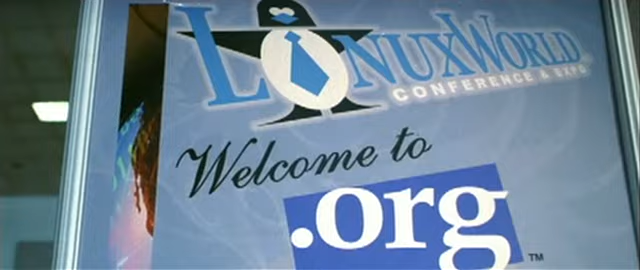 LinuxWorld
CONFERENCE & EXPO
Welcome to
.org
TM